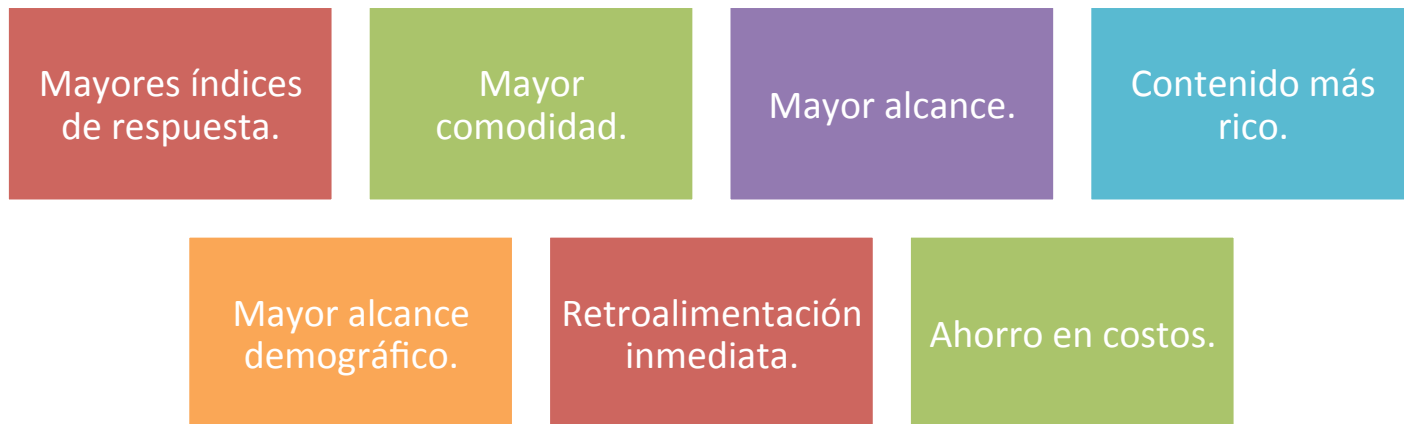 Mayores índices
de respuesta.
Mayor
comodidad.
Mayor alcance.
Contenido más
rico.
Mayor alcance
demográfico.
Retroalimentación
inmediata.
Ahorro en costos.